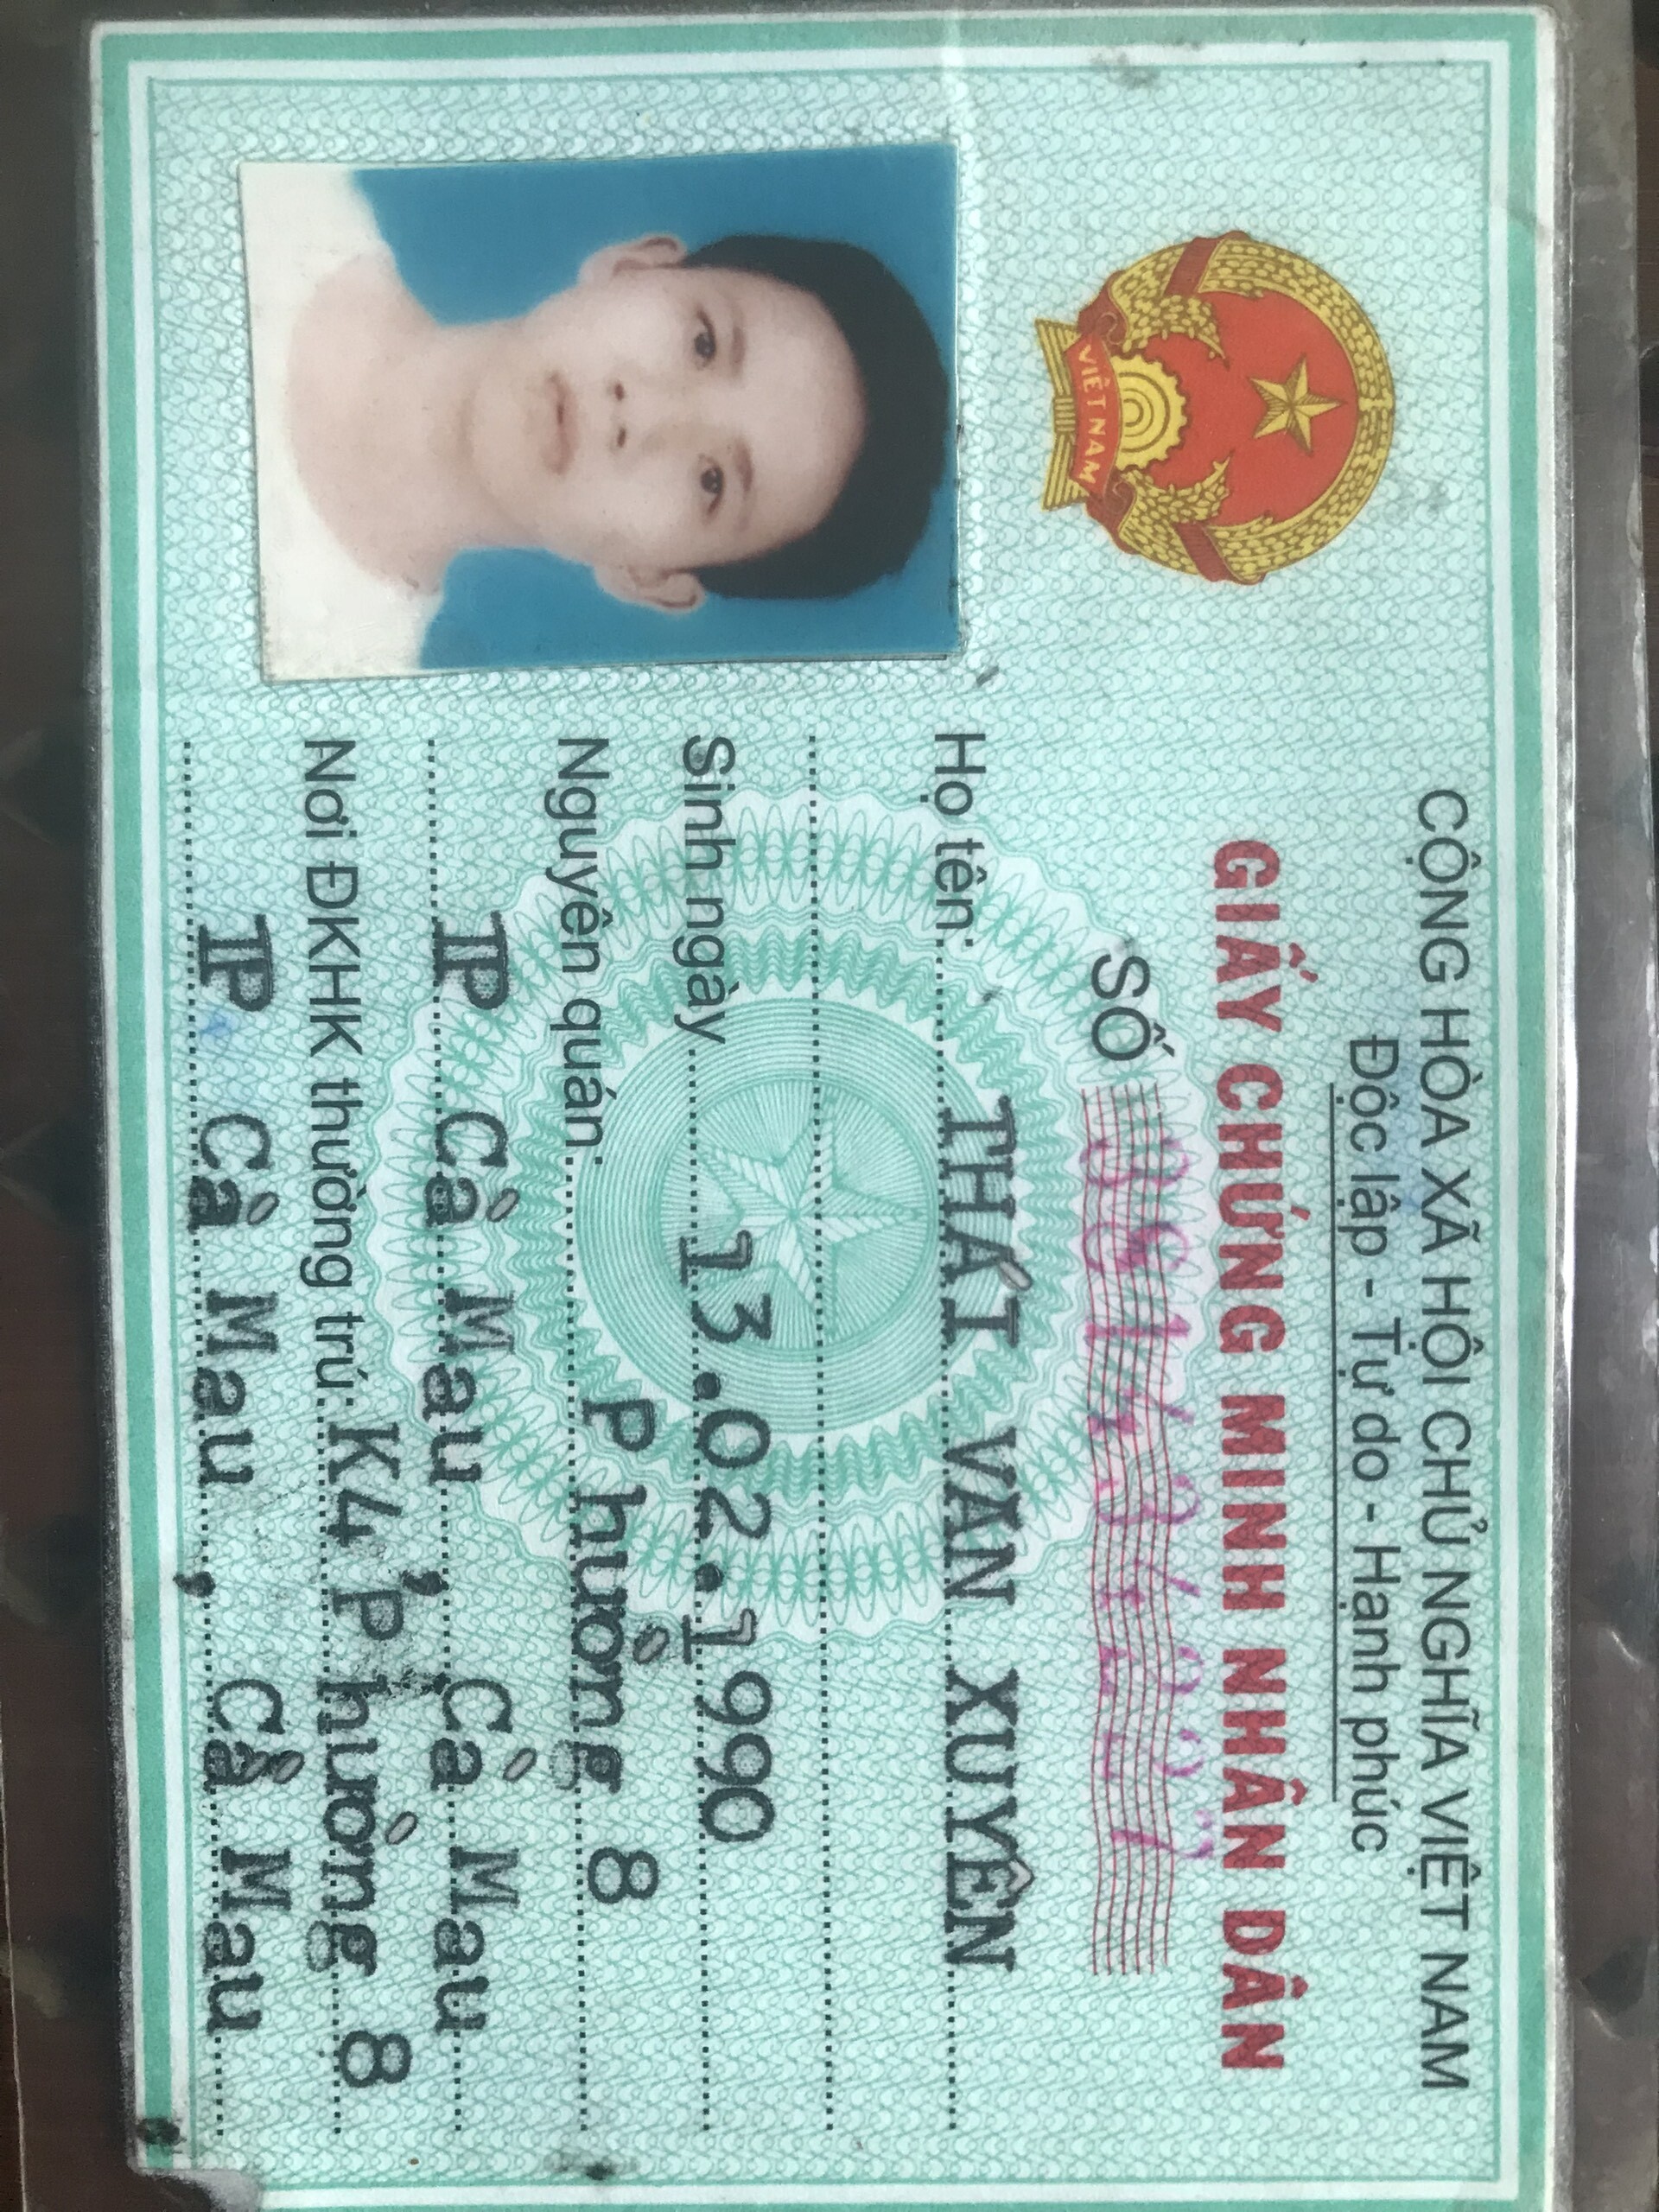 CỘNG HÒA XÃ HỘI CHỦ NGHĨA VIỆT NAM
Độc lập - Tự do - Hạnh phúc
GIẤY CHỨNG MINH NHÂN DÂN
SỐ
Họ tên: THÁI VAN XUYÊN
Sinh ngày 13.02.1990
Nguyên quán: Phường 8
TP Cà Mau, Cà Mau
Nơi ĐKHK thường trú: K4 Phường 8
TP Cà Mau, Cà Mau
VIỆT NAM